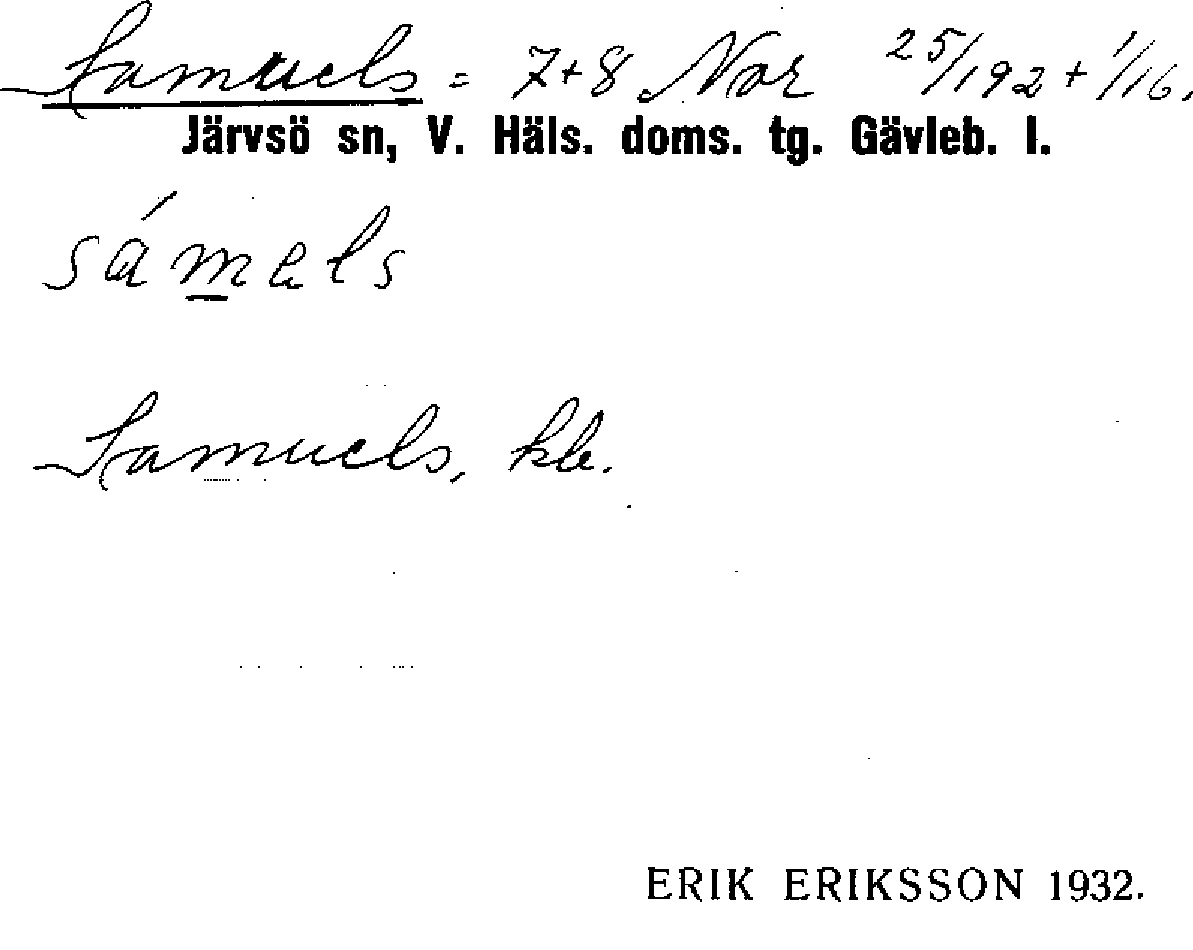 Samuels = 7+8 Nor 25/192 + 1/16.
Järvsö sn, V. Häls. doms. tg. Gävleb. l.
sámels
Samuels, kle.
ERIK ERIKSSON 1932.